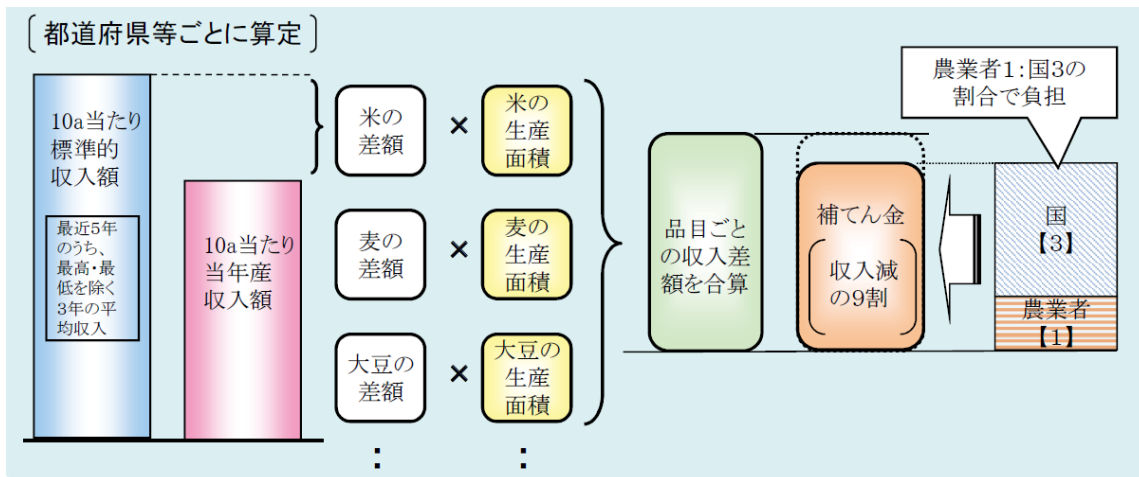 〔都道府県等ごとに算定〕
10a当たり
標準的
収入額
最近5年
のうち、
最高・最
低を除く
3年の平
均収入
10a当たり
当年産
収入額
米の
差額
×
米の
生産
面積
麦の
差額
×
麦の
生産
面積
大豆の
差額
×
大豆の
生産
面積
：
：
品目ごと
の収入差
額を合算
補てん金
収入減
の9割
農業者1：国3の
割合で負担
国
【3】
農業者
【1】